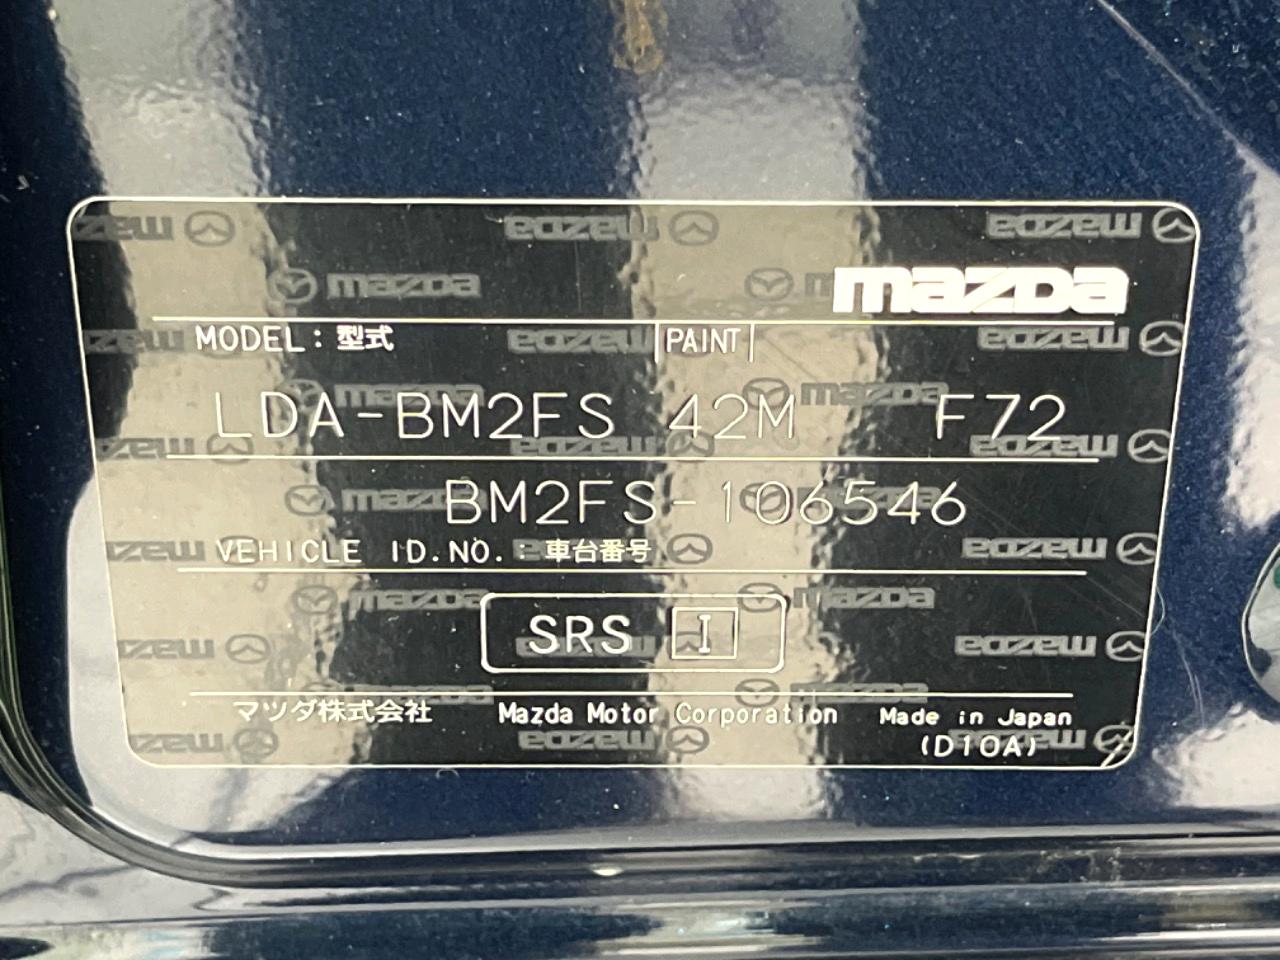 mazda
MODEL : 型式 PAINT
LDA-BM2FS 42M F72
BM2FS-106546
VEHICLE ID.NO. : 車台番号
SRS I
マツダ株式会社 Mazda Motor Corporation Made in Japan
(D10A)